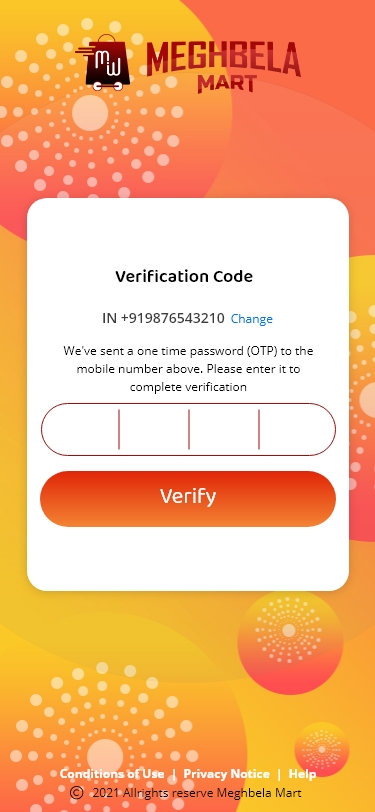 MW
MEGHBELA
MART
Verification Code
IN +919876543210 Change
We've sent a one time password (OTP) to the
mobile number above. Please enter it to
complete verification
Verify
Conditions of Use | Privacy Notice | Help
© 2021 Allrights reserve Meghbela Mart